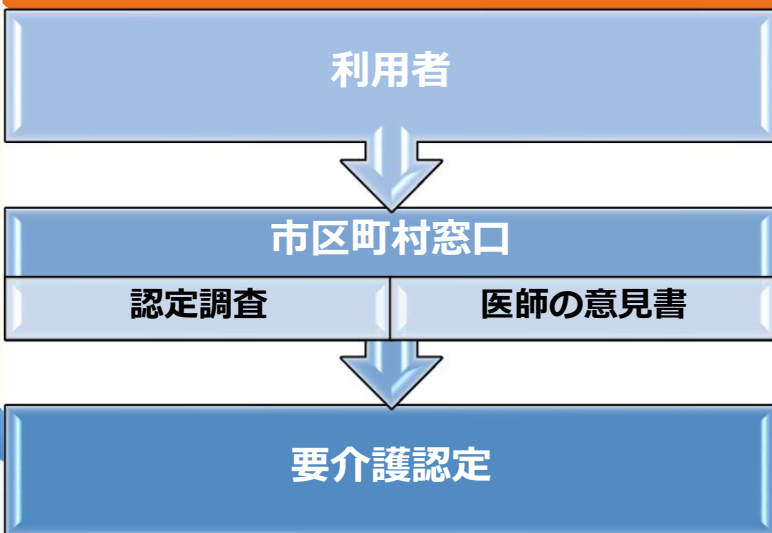 利用者
市区町村窓口
認定調査
医師の意見書
要介護認定